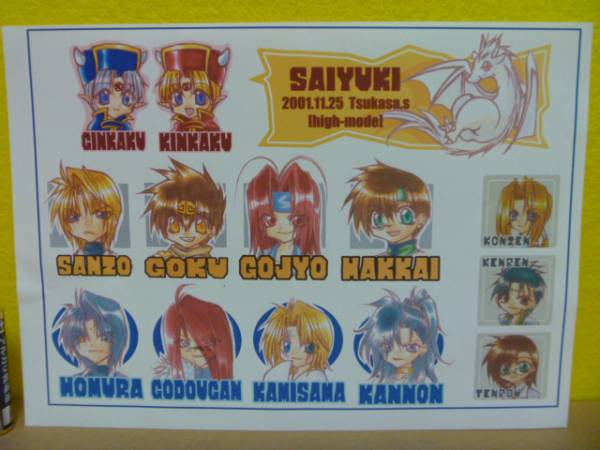 SAIYUKI
2001.11.25 Tsukasa.s
[high-mode]
GINKAKU KINKAKU
SANZO GOKU GOJYO HAKKAI
KONZEN
KENREN
TENPOU
HOMURA GODOUGAN KAMISAMA KANNON